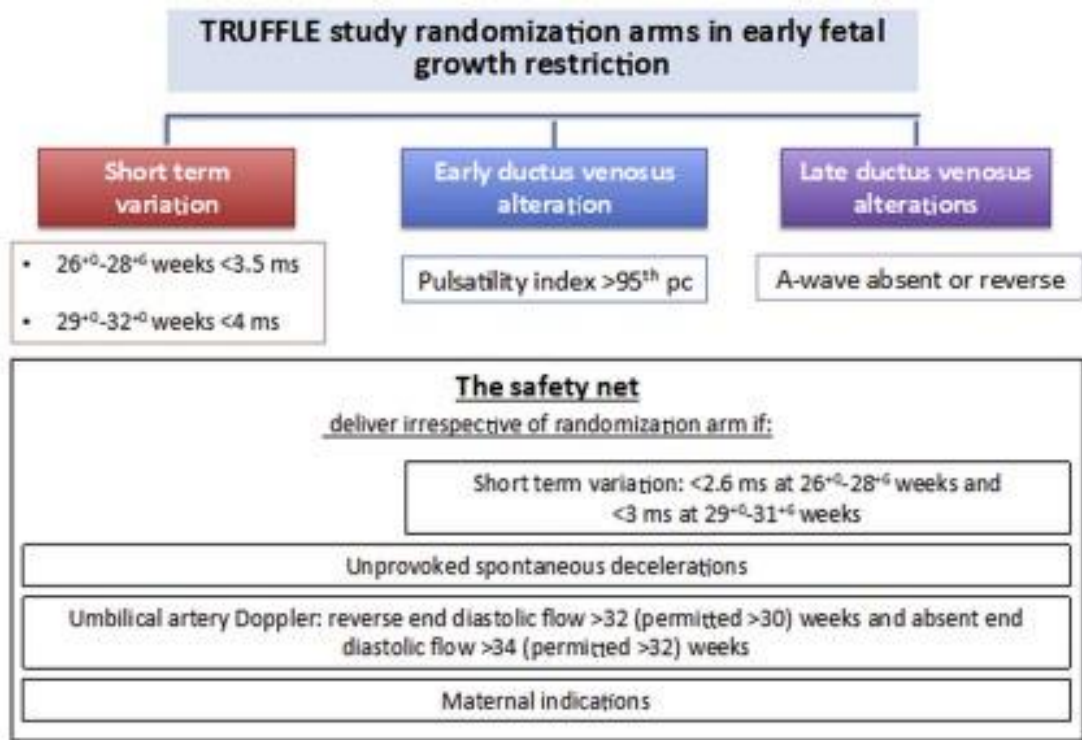 TRUFFLE study randomization arms in early fetal
growth restriction
Short term
variation
Early ductus venosus
alteration
Late ductus venosus
alterations
• 26⁺⁰-28⁺⁶ weeks <3.5 ms
• 29⁺⁰-32⁺⁰ weeks <4 ms
Pulsatility index >95ᵗʰ pc
A-wave absent or reverse
The safety net
deliver irrespective of randomization arm if:
Short term variation: <2.6 ms at 26⁺⁰-28⁺⁶ weeks and
<3 ms at 29⁺⁰-31⁺⁶ weeks
Unprovoked spontaneous decelerations
Umbilical artery Doppler: reverse end diastolic flow >32 (permitted >30) weeks and absent end
diastolic flow >34 (permitted >32) weeks
Maternal indications